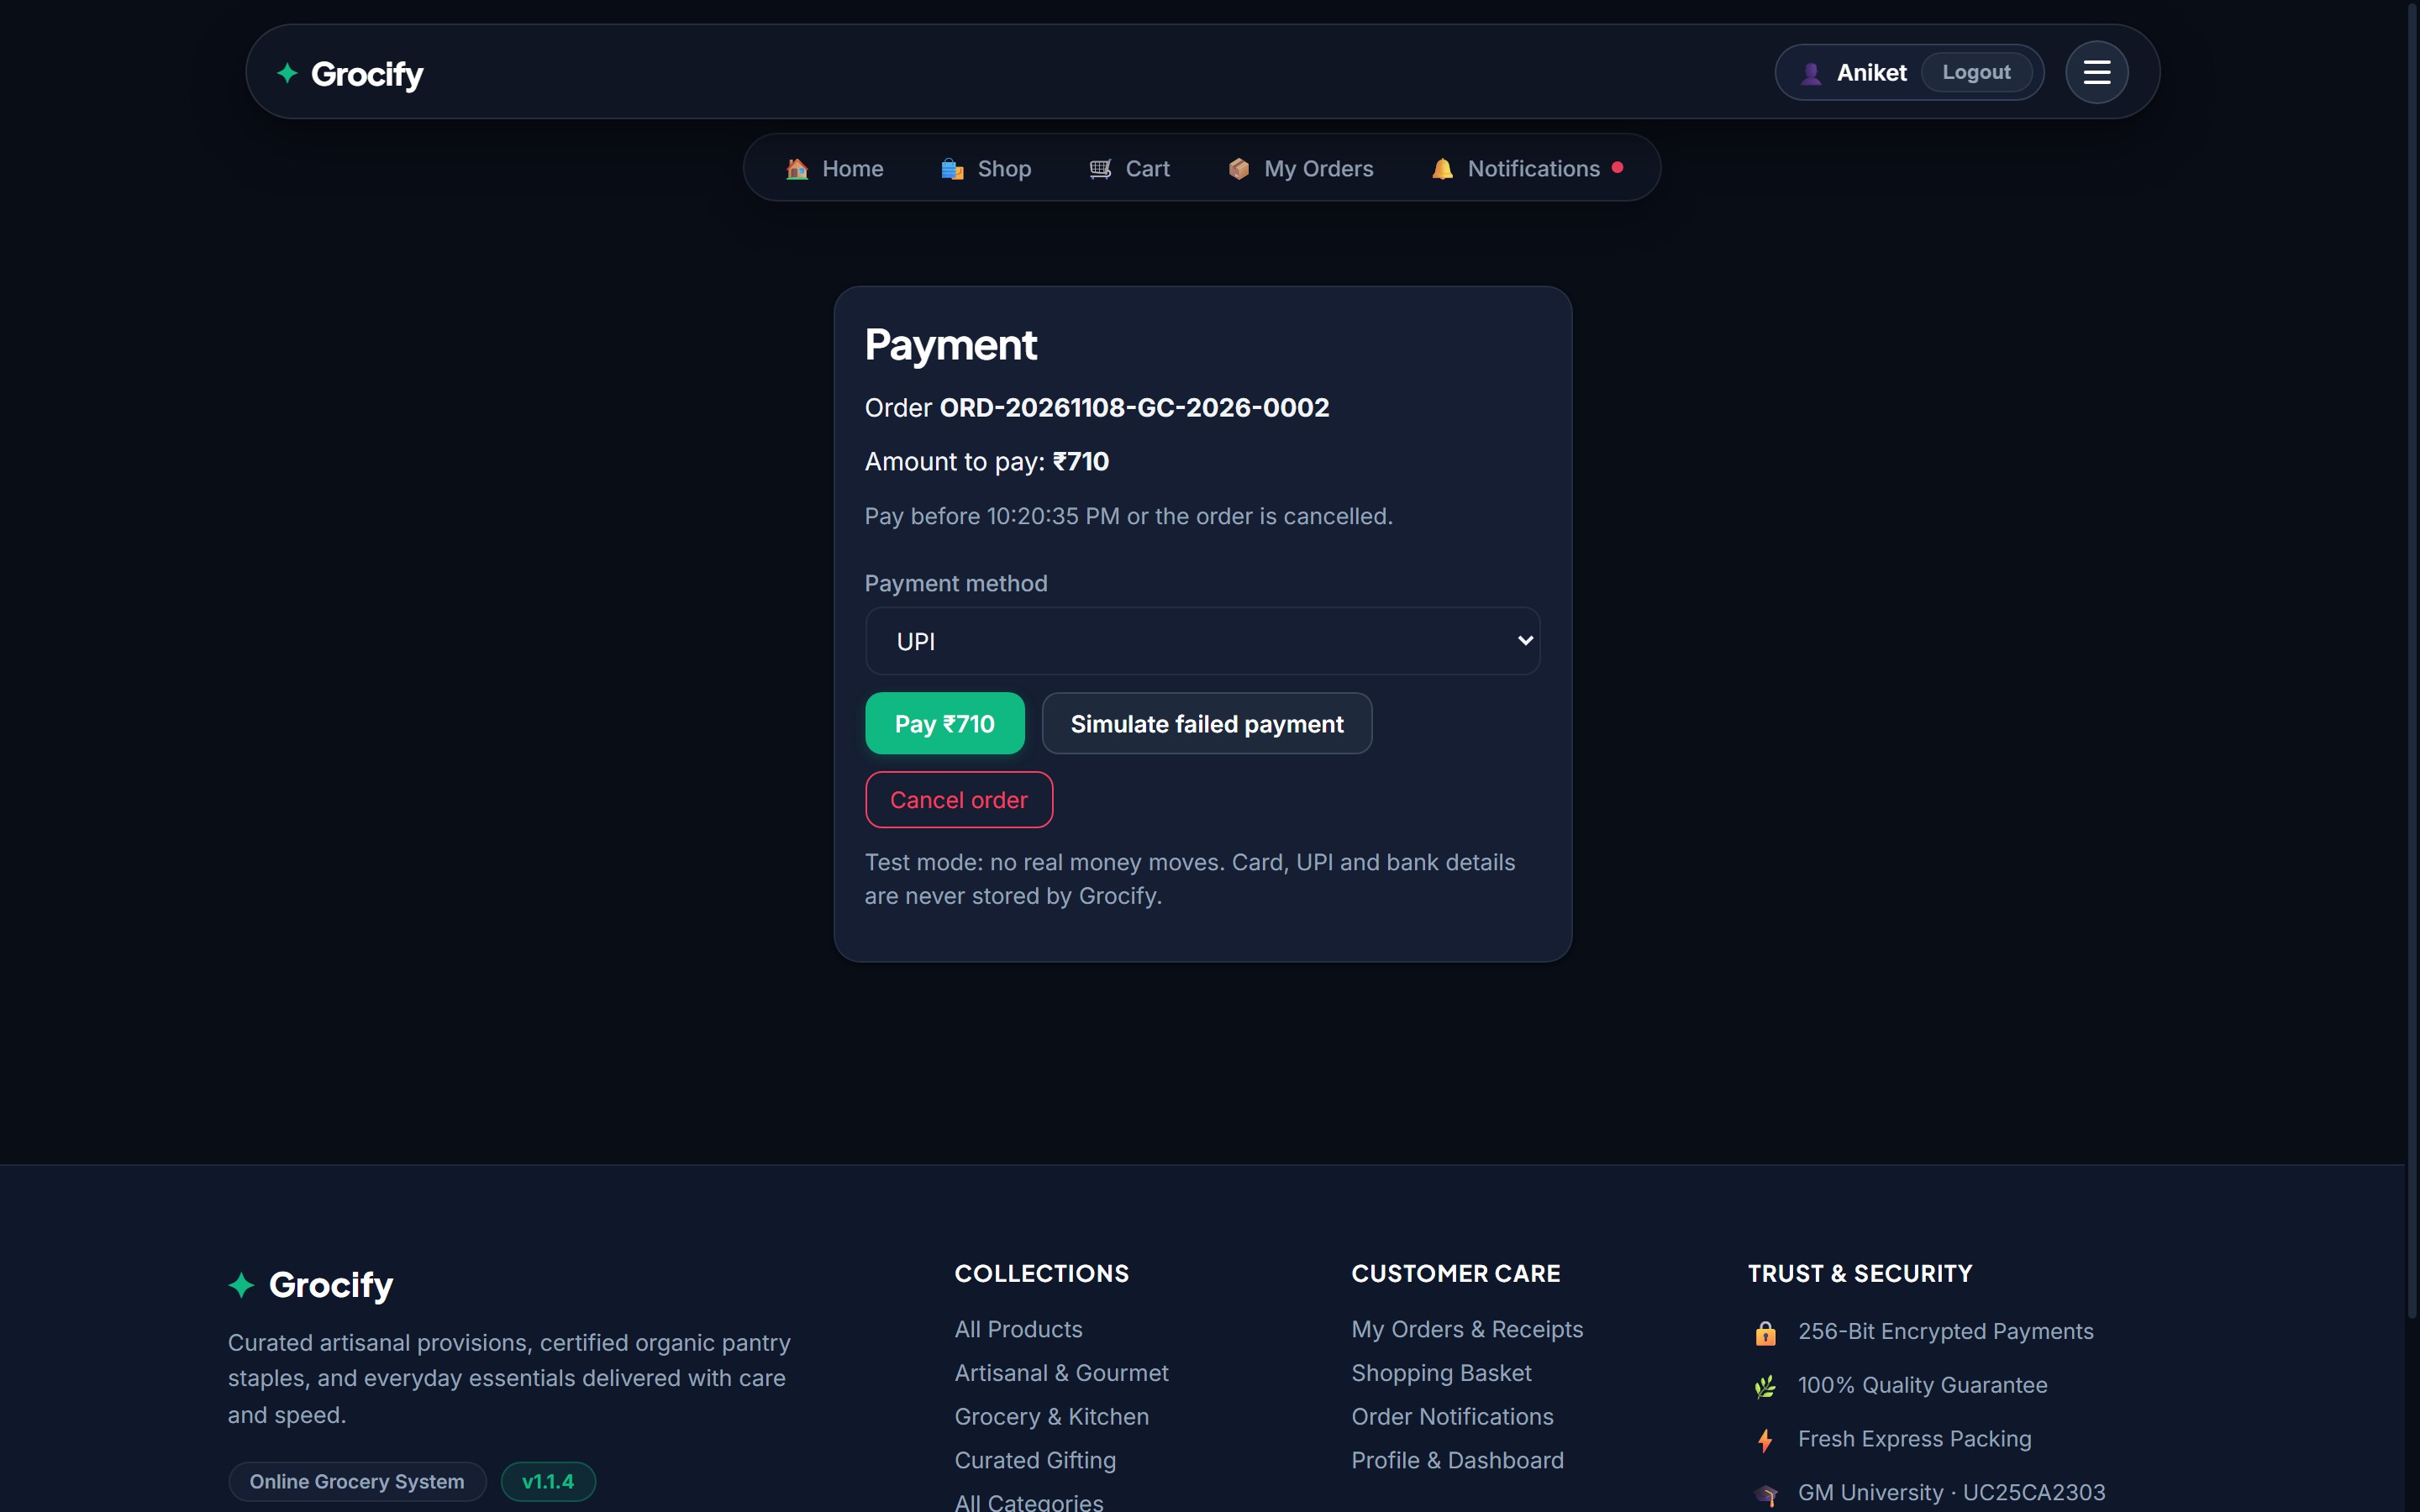 Grocify
Aniket
Logout
Home
Shop
Cart
My Orders
Notifications
Payment
Order ORD-20261108-GC-2026-0002
Amount to pay: ₹710
Pay before 10:20:35 PM or the order is cancelled.
Payment method
UPI
Pay ₹710
Simulate failed payment
Cancel order
Test mode: no real money moves. Card, UPI and bank details
are never stored by Grocify.
Grocify
Curated artisanal provisions, certified organic pantry
staples, and everyday essentials delivered with care
and speed.
Online Grocery System
v1.1.4
COLLECTIONS
All Products
Artisanal & Gourmet
Grocery & Kitchen
Curated Gifting
All Categories
CUSTOMER CARE
My Orders & Receipts
Shopping Basket
Order Notifications
Profile & Dashboard
TRUST & SECURITY
256-Bit Encrypted Payments
100% Quality Guarantee
Fresh Express Packing
GM University · UC25CA2303